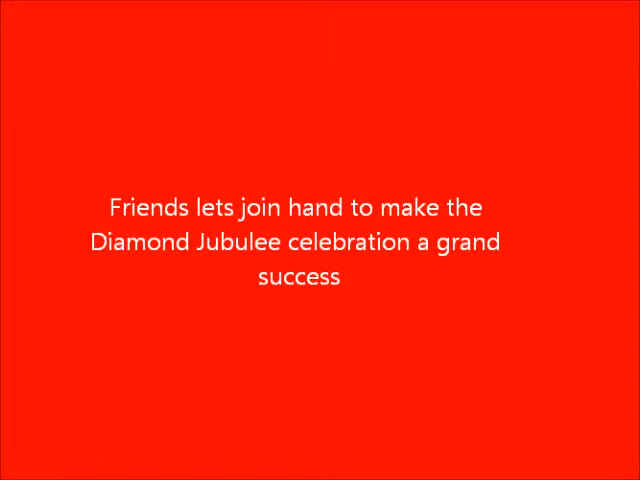 Friends lets join hand to make the
Diamond Jubulee celebration a grand
success